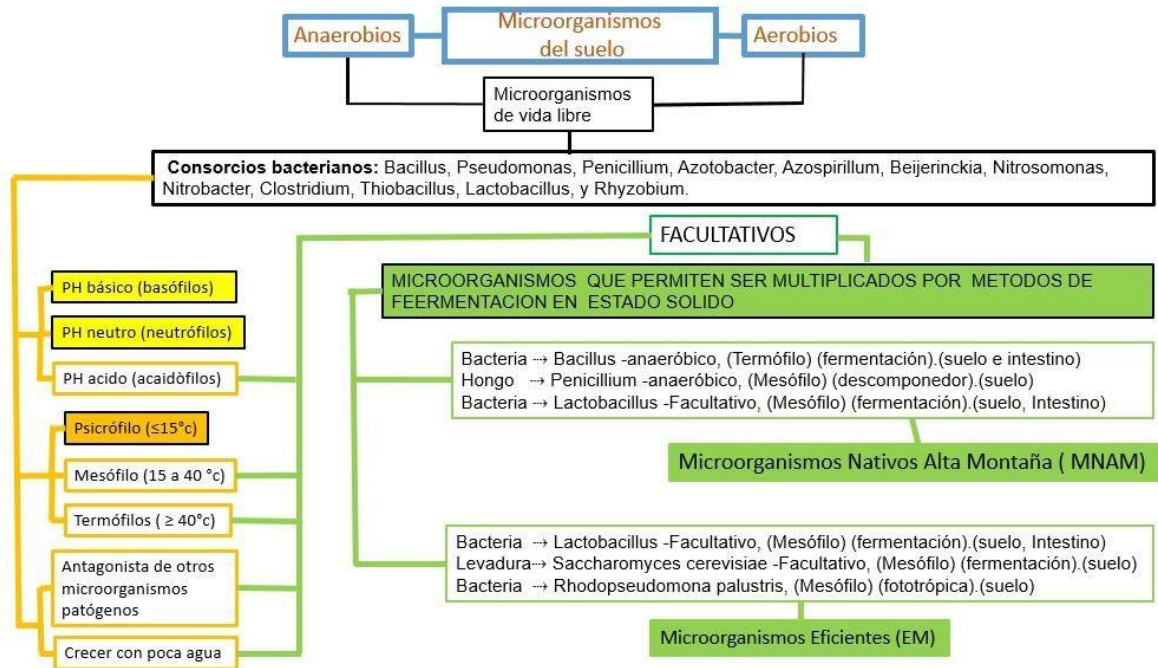 Anaerobios
Microorganismos
del suelo
Aerobios
Microorganismos
de vida libre
Consorcios bacterianos: Bacillus, Pseudomonas, Penicillium, Azotobacter, Azospirillum, Beijerinckia, Nitrosomonas,
Nitrobacter, Clostridium, Thiobacillus, Lactobacillus, y Rhyzobium.
FACULTATIVOS
PH básico (basófilos)
PH neutro (neutrófilos)
PH acido (acaidòfilos)
Psicrófilo (≤15°c)
Mesófilo (15 a 40 °c)
Termófilos ( ≥ 40°c)
Antagonista de otros
microorganismos
patógenos
Crecer con poca agua
MICROORGANISMOS QUE PERMITEN SER MULTIPLICADOS POR METODOS DE
FEERMENTACION EN ESTADO SOLIDO
Bacteria ⇢ Bacillus -anaeróbico, (Termófilo) (fermentación).(suelo e intestino)
Hongo ⇢ Penicillium -anaeróbico, (Mesófilo) (descomponedor).(suelo)
Bacteria ⇢ Lactobacillus -Facultativo, (Mesófilo) (fermentación).(suelo, Intestino)
Microorganismos Nativos Alta Montaña ( MNAM)
Bacteria ⇢ Lactobacillus -Facultativo, (Mesófilo) (fermentación).(suelo, Intestino)
Levadura⇢ Saccharomyces cerevisiae -Facultativo, (Mesófilo) (fermentación).(suelo)
Bacteria ⇢ Rhodopseudomona palustris, (Mesófilo) (fototrópica).(suelo)
Microorganismos Eficientes (EM)